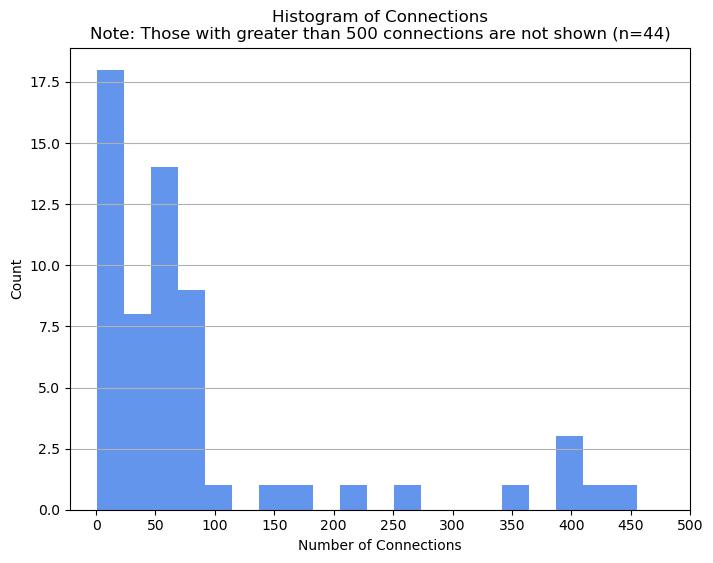 Histogram of Connections
Note: Those with greater than 500 connections are not shown (n=44)
17.5
15.0
12.5
10.0
7.5
5.0
2.5
0.0
Count
0 50 100 150 200 250 300 350 400 450 500
Number of Connections